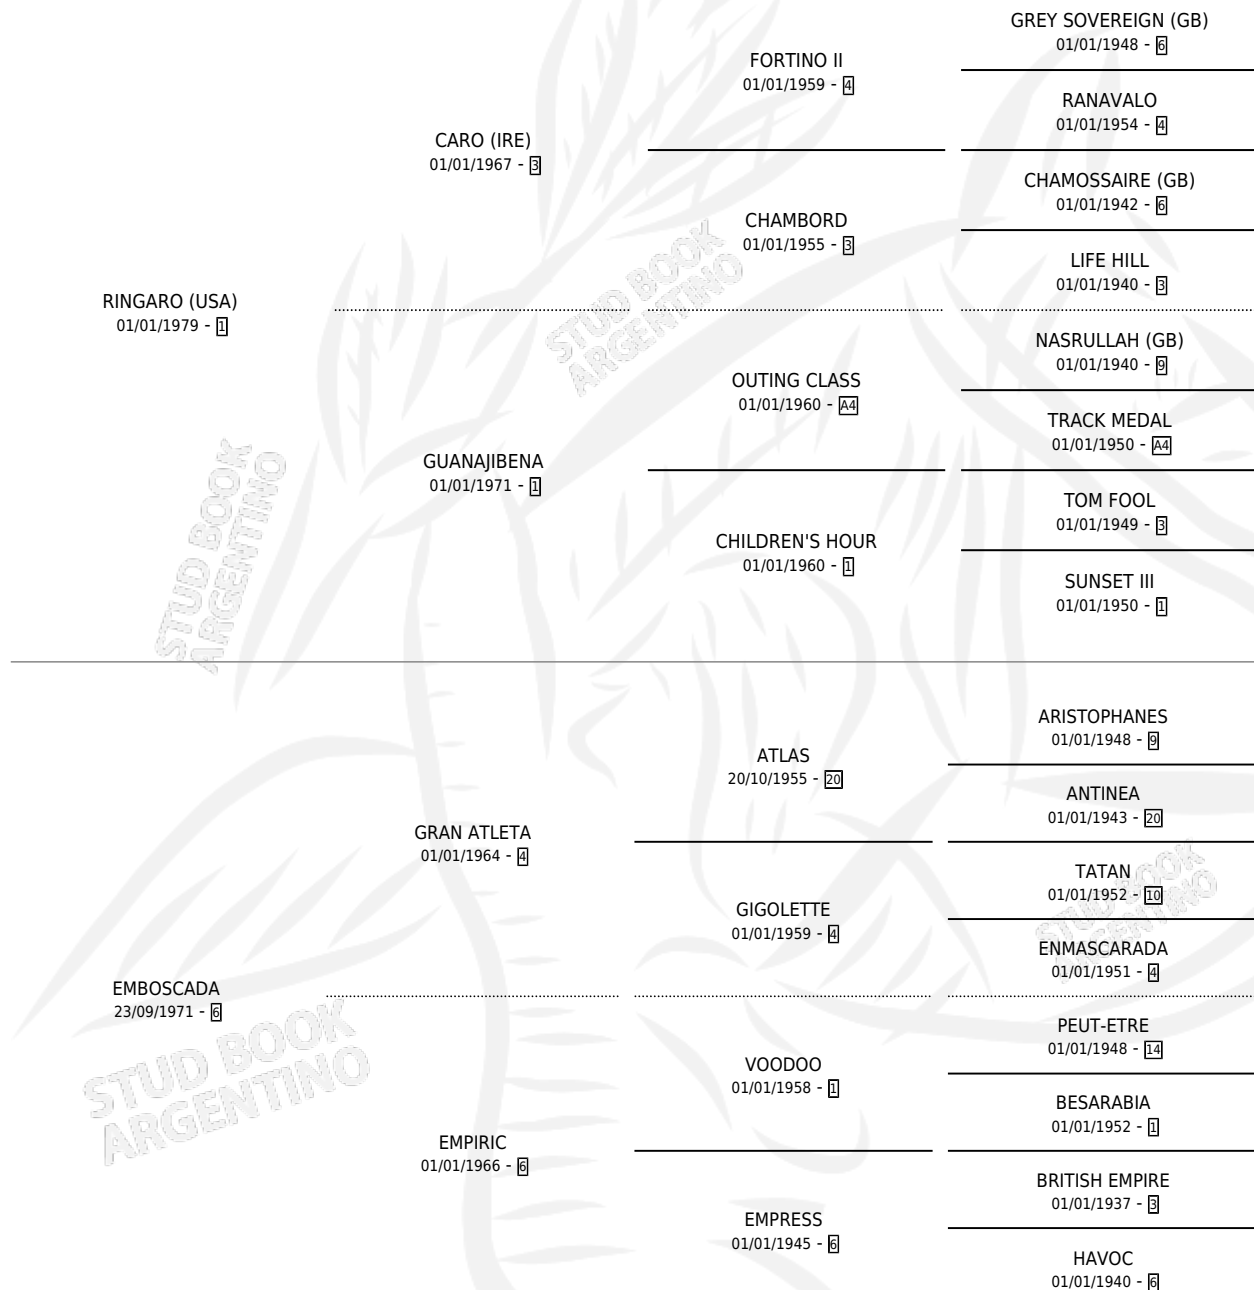 GREY SOVEREIGN (GB)
01/01/1948 - 6
FORTINO II
01/01/1959 - 4
RANAVALO
01/01/1954 - 4
CARO (IRE)
01/01/1967 - 3
CHAMOSSAIRE (GB)
01/01/1942 - 6
CHAMBORD
01/01/1955 - 3
LIFE HILL
01/01/1940 - 3
RINGARO (USA)
01/01/1979 - 1
STUD BOOK
ARGENTINO
NASRULLAH (GB)
01/01/1940 - 9
OUTING CLASS
01/01/1960 - A4
TRACK MEDAL
01/01/1950 - A4
GUANAJIBENA
01/01/1971 - 1
STUD BOOK
ARGENTINO
TOM FOOL
01/01/1949 - 3
CHILDREN'S HOUR
01/01/1960 - 1
SUNSET III
01/01/1950 - 1
ARISTOPHANES
01/01/1948 - 9
ATLAS
20/10/1955 - 20
ANTINEA
01/01/1943 - 20
GRAN ATLETA
01/01/1964 - 4
TATAN
01/01/1952 - 10
STUD BOOK
ARGENTINO
GIGOLETTE
01/01/1959 - 4
ENMASCARADA
01/01/1951 - 4
EMBOSCADA
23/09/1971 - 6
STUD BOOK
ARGENTINO
PEUT-ETRE
01/01/1948 - 14
VOODOO
01/01/1958 - 1
BESARABIA
01/01/1952 - 1
EMPIRIC
01/01/1966 - 6
BRITISH EMPIRE
01/01/1937 - 3
EMPRESS
01/01/1945 - 6
HAVOC
01/01/1940 - 6